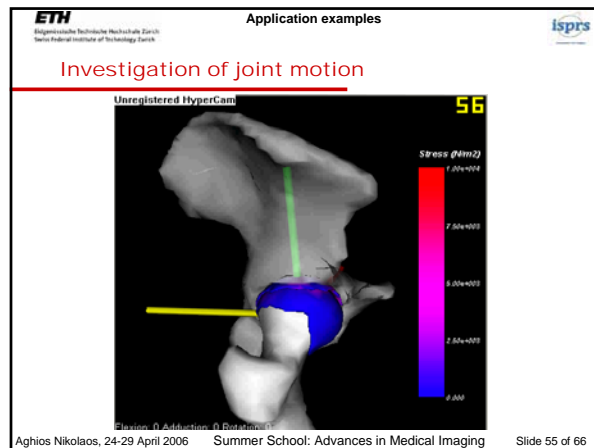 ETH
Eidgenössische Technische Hochschule Zürich
Swiss Federal Institute of Technology Zurich
Application examples
isprs
Investigation of joint motion
Unregistered HyperCam
56
Stress (N/m2)
1.00e+004
7.50e+003
5.00e+003
2.50e+003
0.000
Flexion: 0 Adduction: 0 Rotation: 0
Aghios Nikolaos, 24-29 April 2006 Summer School: Advances in Medical Imaging Slide 55 of 66